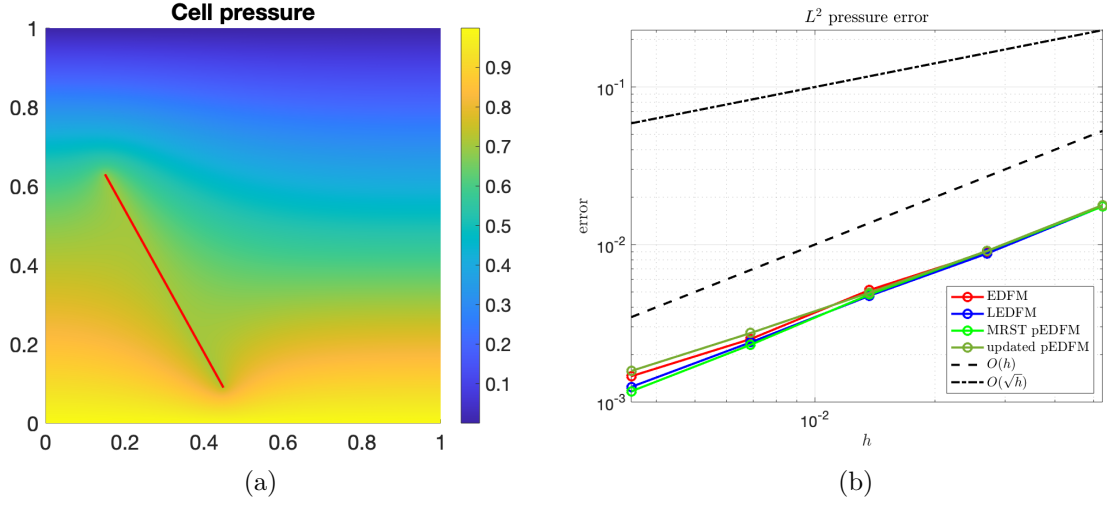 Cell pressure
1
0.8
0.6
0.4
0.2
0
0 0.2 0.4 0.6 0.8 1
0.9
0.8
0.7
0.6
0.5
0.4
0.3
0.2
0.1
(a)
L² pressure error
error
10⁻¹
10⁻²
10⁻³
10⁻²
h
EDFM
LEDFM
MRST pEDFM
updated pEDFM
O(h)
O(√h)
(b)